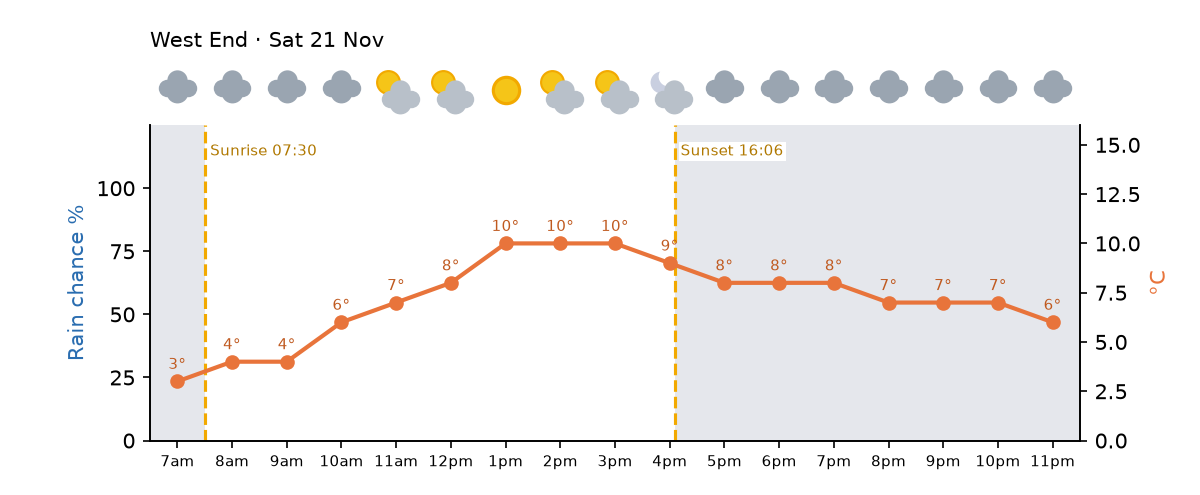 West End · Sat 21 Nov
Sunrise 07:30
Sunset 16:06
Rain chance %
100
75
50
25
0
15.0
12.5
10.0
7.5
5.0
2.5
0.0
°C
3° 4° 4° 6° 7° 8° 10° 10° 10° 9° 8° 8° 8° 7° 7° 7° 6°
7am 8am 9am 10am 11am 12pm 1pm 2pm 3pm 4pm 5pm 6pm 7pm 8pm 9pm 10pm 11pm